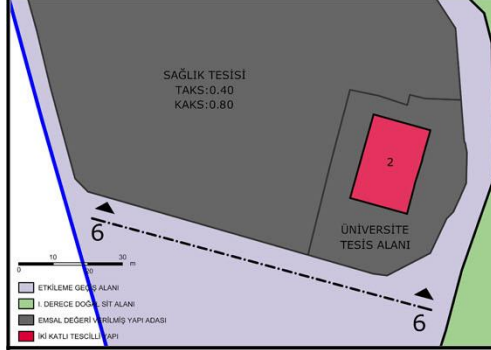 SAĞLIK TESİSİ
TAKS:0.40
KAKS:0.80
2
ÜNİVERSİTE
TESİS ALANI
6
6
10 30
0 20 m
ETKİLEME GEÇİŞ ALANI
I. DERECE DOĞAL SİT ALANI
EMSAL DEĞERİ VERİLMİŞ YAPI ADASI
İKİ KATLI TESCİLLİ YAPI